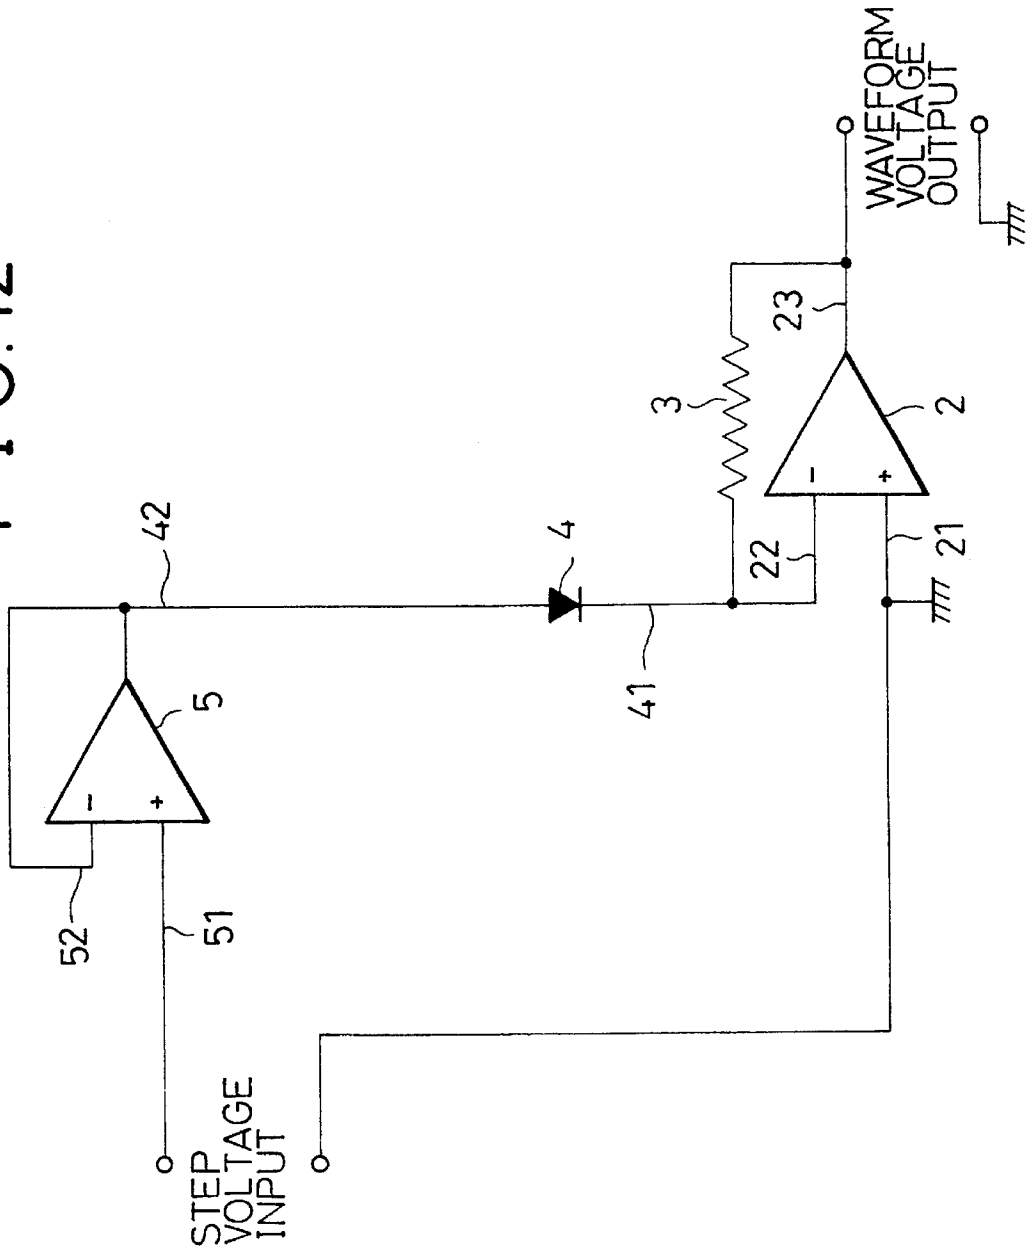 42
5
52
51
STEP
VOLTAGE
INPUT
4
41
3
23
22
2
21
-
+
-
+
WAVEFORM
VOLTAGE
OUTPUT